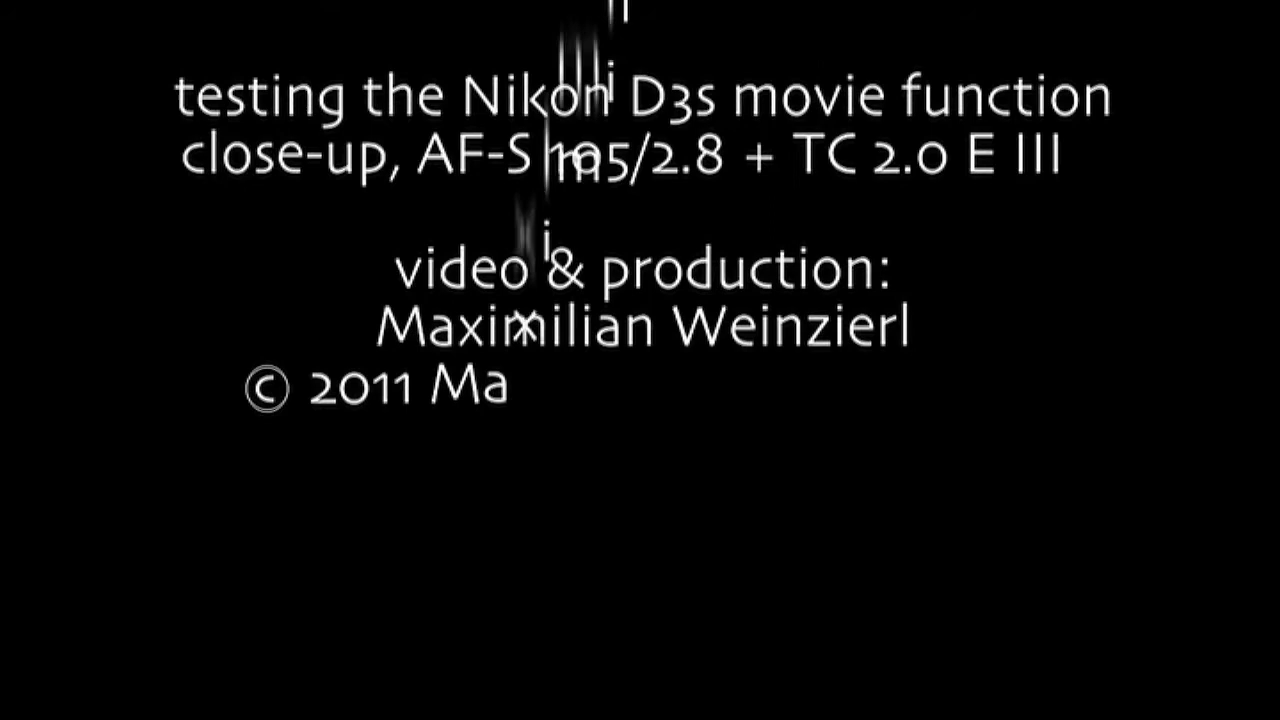 testing the Nikon D3s movie function
close-up, AF-S 105/2.8 + TC 2.0 E III
video & production:
Maximilian Weinzierl
© 2011 Ma